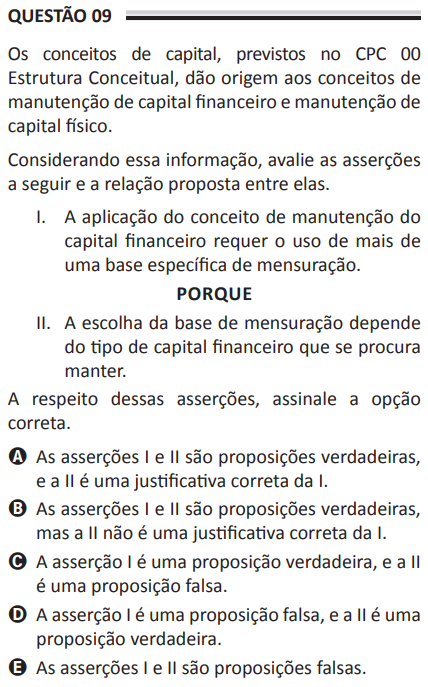 QUESTÃO 09
Os conceitos de capital, previstos no CPC 00
Estrutura Conceitual, dão origem aos conceitos de
manutenção de capital financeiro e manutenção de
capital físico.
Considerando essa informação, avalie as asserções
a seguir e a relação proposta entre elas.
I. A aplicação do conceito de manutenção do
capital financeiro requer o uso de mais de
uma base específica de mensuração.
PORQUE
II. A escolha da base de mensuração depende
do tipo de capital financeiro que se procura
manter.
A respeito dessas asserções, assinale a opção
correta.
A As asserções I e II são proposições verdadeiras,
e a II é uma justificativa correta da I.
B As asserções I e II são proposições verdadeiras,
mas a II não é uma justificativa correta da I.
C A asserção I é uma proposição verdadeira, e a II
é uma proposição falsa.
D A asserção I é uma proposição falsa, e a II é uma
proposição verdadeira.
E As asserções I e II são proposições falsas.